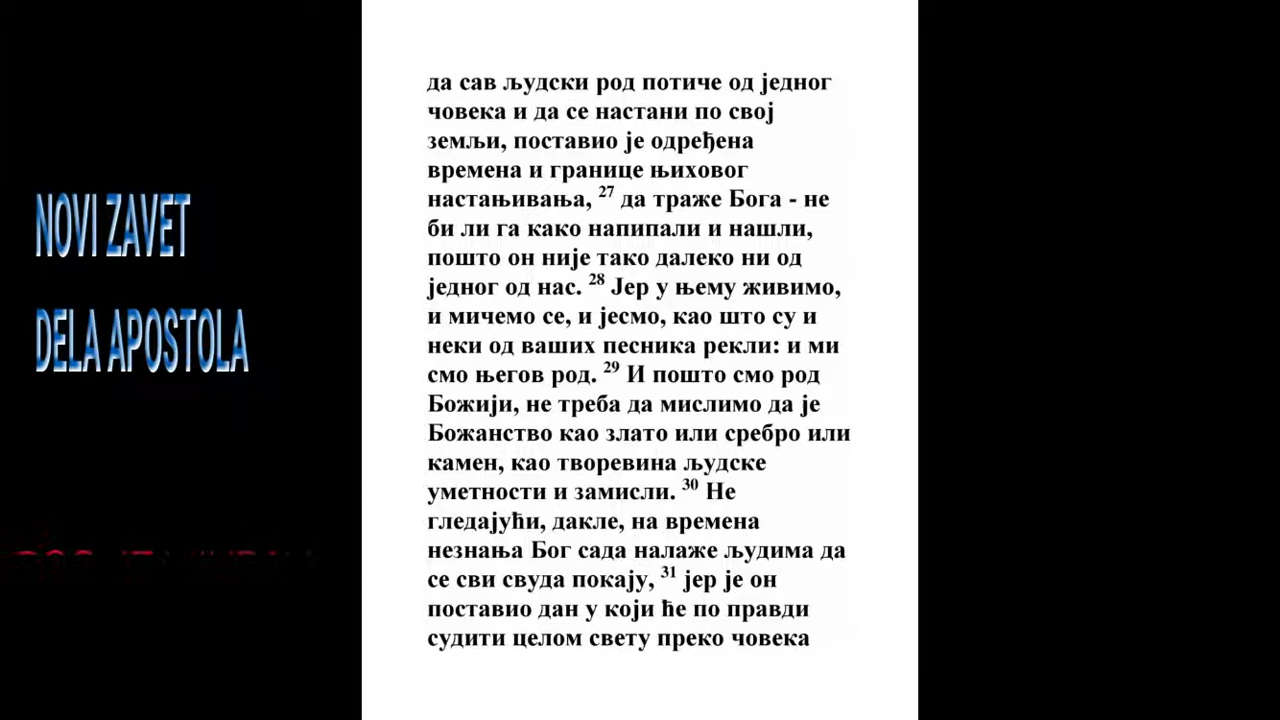 NOVI ZAVET
DELA APOSTOLA
да сав људски род потиче од једног
човека и да се настани по свој
земљи, поставио је одређена
времена и границе њиховог
настањивања, 27 да траже Бога - не
би ли га како напипали и нашли,
пошто он није тако далеко ни од
једног од нас. 28 Јер у њему живимо,
и мичемо се, и јесмо, као што су и
неки од ваших песника рекли: и ми
смо његов род. 29 И пошто смо род
Божији, не треба да мислимо да је
Божанство као злато или сребро или
камен, као творевина људске
уметности и замисли. 30 Не
гледајући, дакле, на времена
незнања Бог сада налаже људима да
се сви свуда покају, 31 јер је он
поставио дан у који ће по правди
судити целом свету преко човека